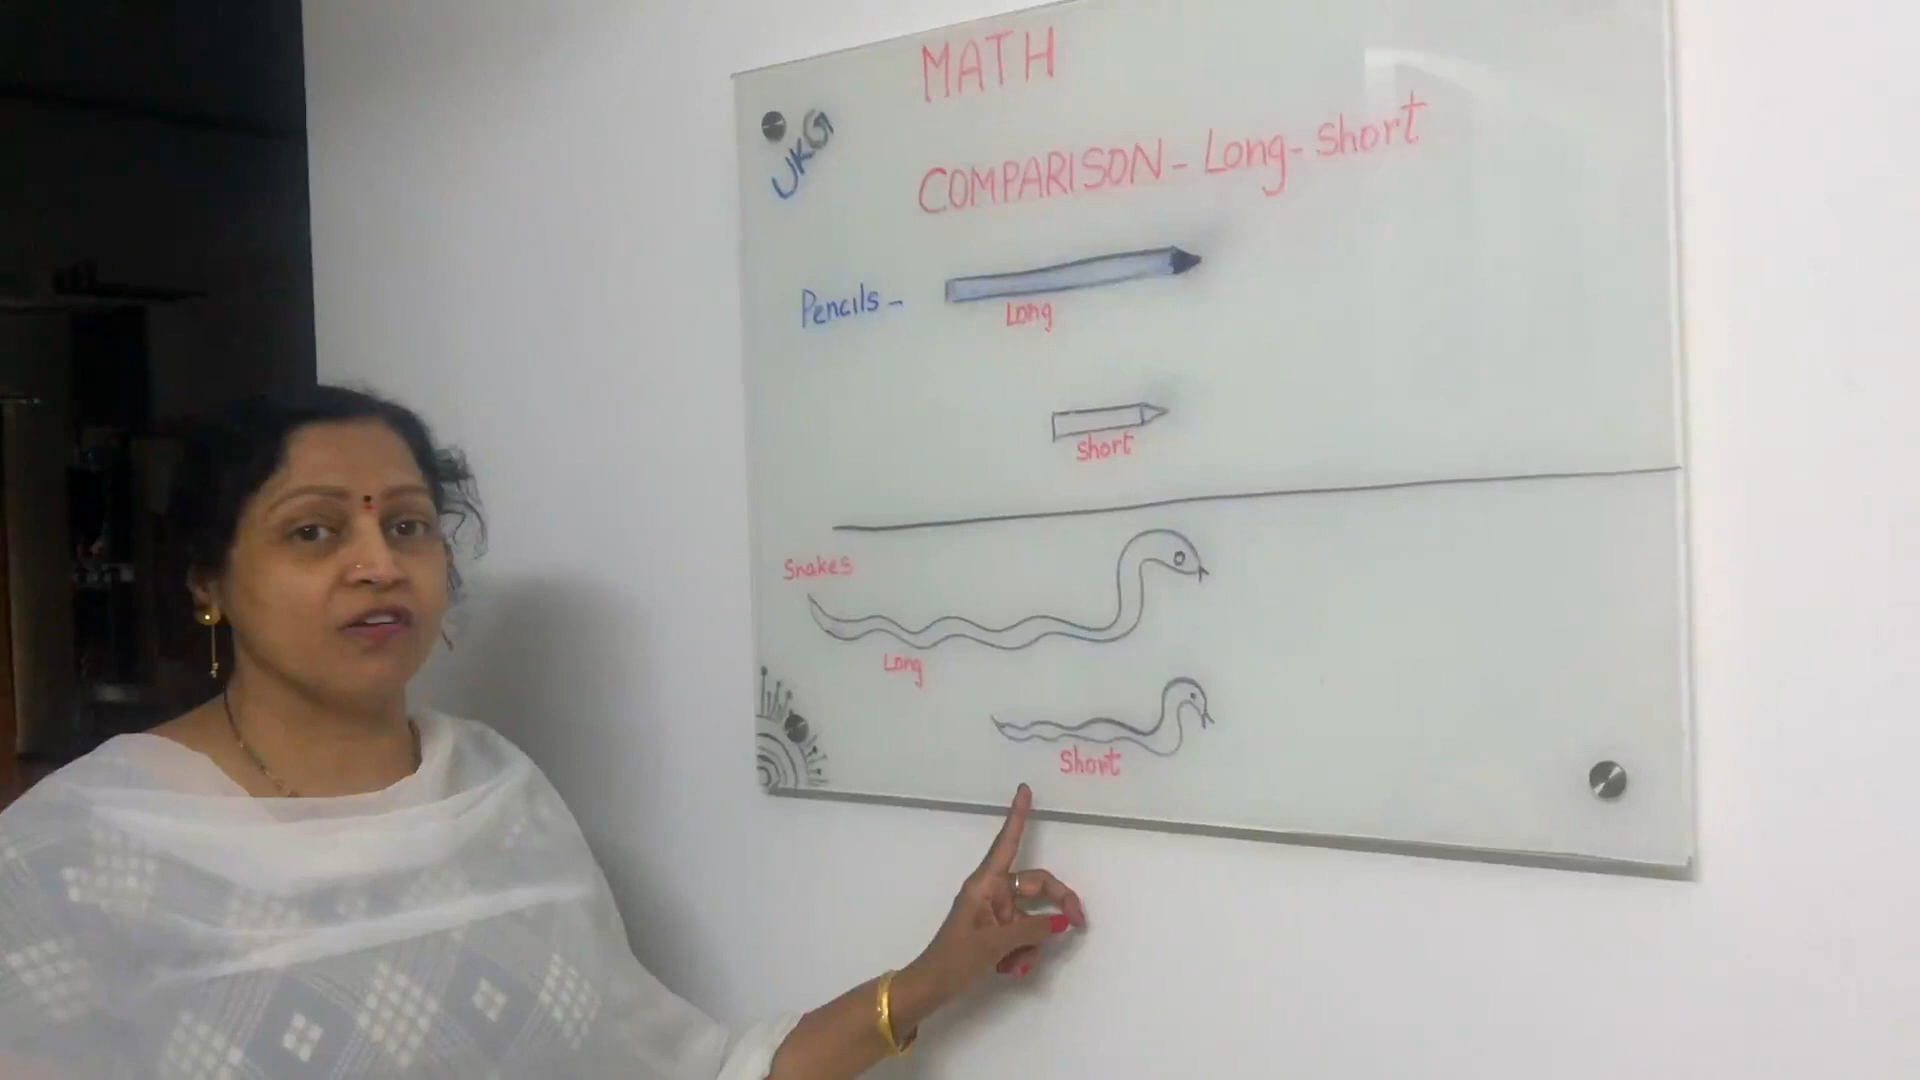 MATH
UKG
COMPARISON - Long - Short
Pencils -
Long
Short
Snakes
Long
Short